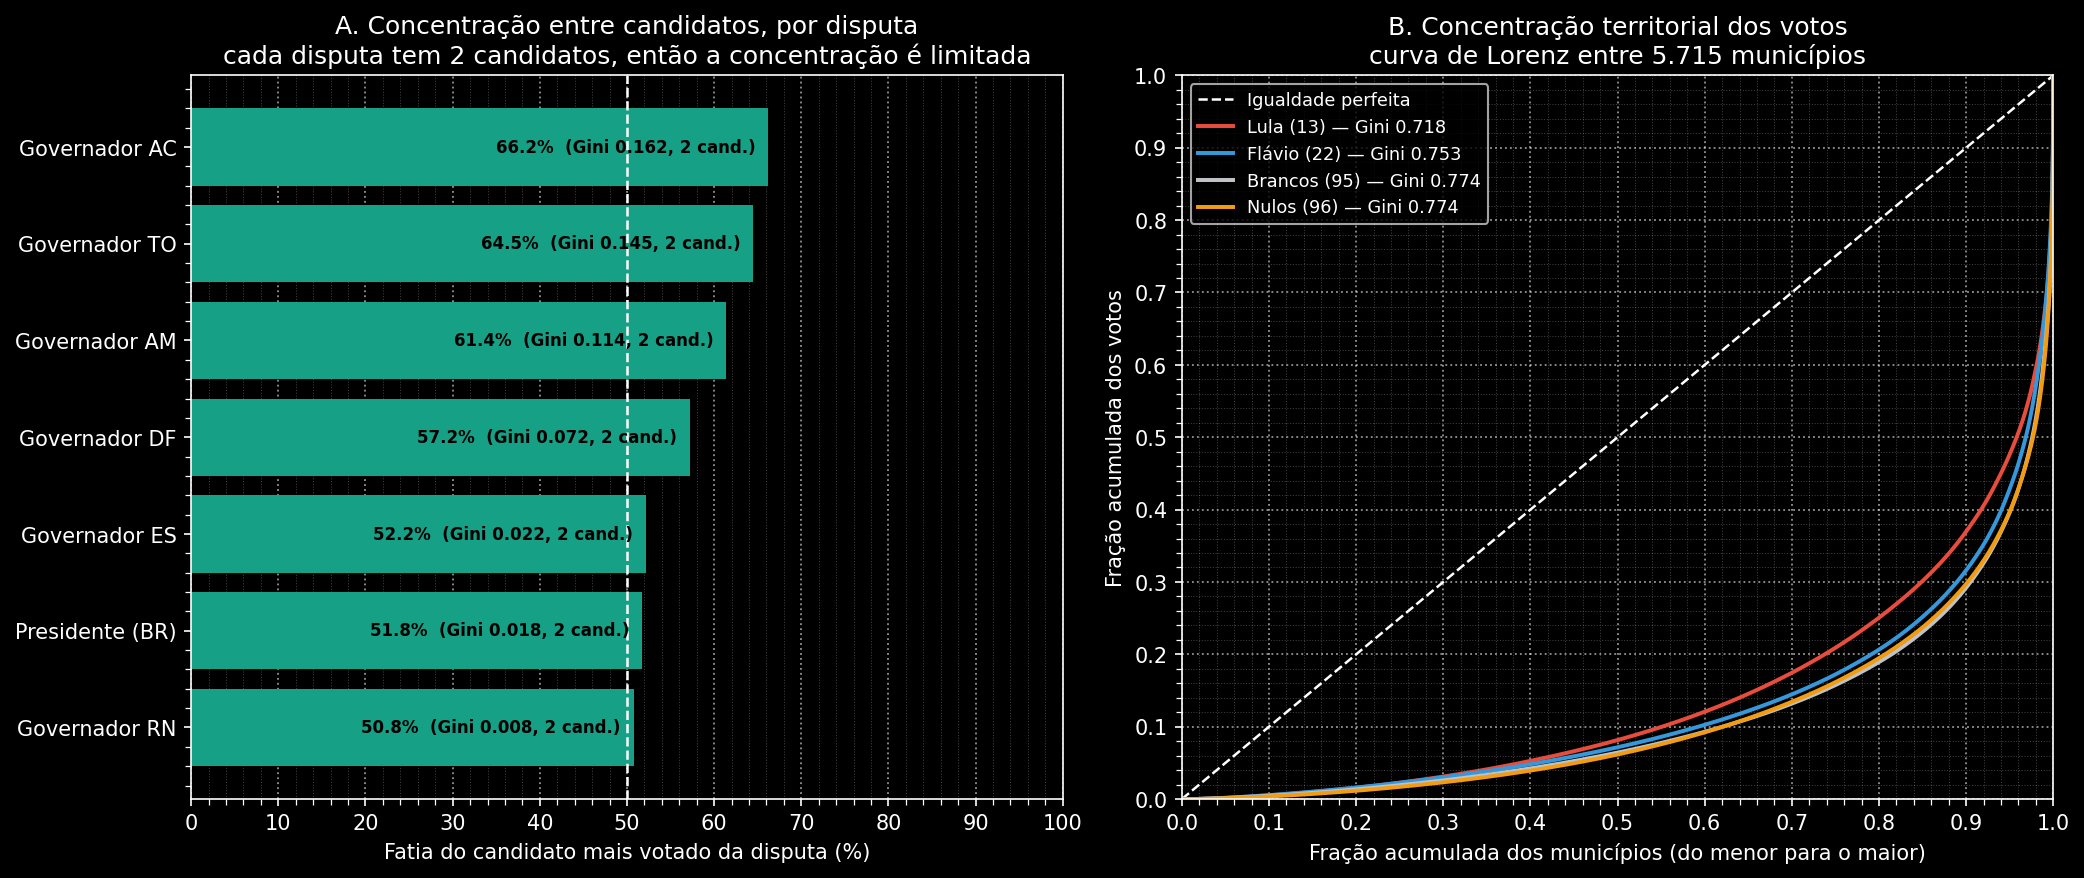 A. Concentração entre candidatos, por disputa
cada disputa tem 2 candidatos, então a concentração é limitada
Governador AC
66.2% (Gini 0.162, 2 cand.)
Governador TO
64.5% (Gini 0.145, 2 cand.)
Governador AM
61.4% (Gini 0.114, 2 cand.)
Governador DF
57.2% (Gini 0.072, 2 cand.)
Governador ES
52.2% (Gini 0.022, 2 cand.)
Presidente (BR)
51.8% (Gini 0.018, 2 cand.)
Governador RN
50.8% (Gini 0.008, 2 cand.)
0 10 20 30 40 50 60 70 80 90 100
Fatia do candidato mais votado da disputa (%)
B. Concentração territorial dos votos
curva de Lorenz entre 5.715 municípios
Igualdade perfeita
Lula (13) — Gini 0.718
Flávio (22) — Gini 0.753
Brancos (95) — Gini 0.774
Nulos (96) — Gini 0.774
Fração acumulada dos votos
1.0
0.9
0.8
0.7
0.6
0.5
0.4
0.3
0.2
0.1
0.0
0.0 0.1 0.2 0.3 0.4 0.5 0.6 0.7 0.8 0.9 1.0
Fração acumulada dos municípios (do menor para o maior)